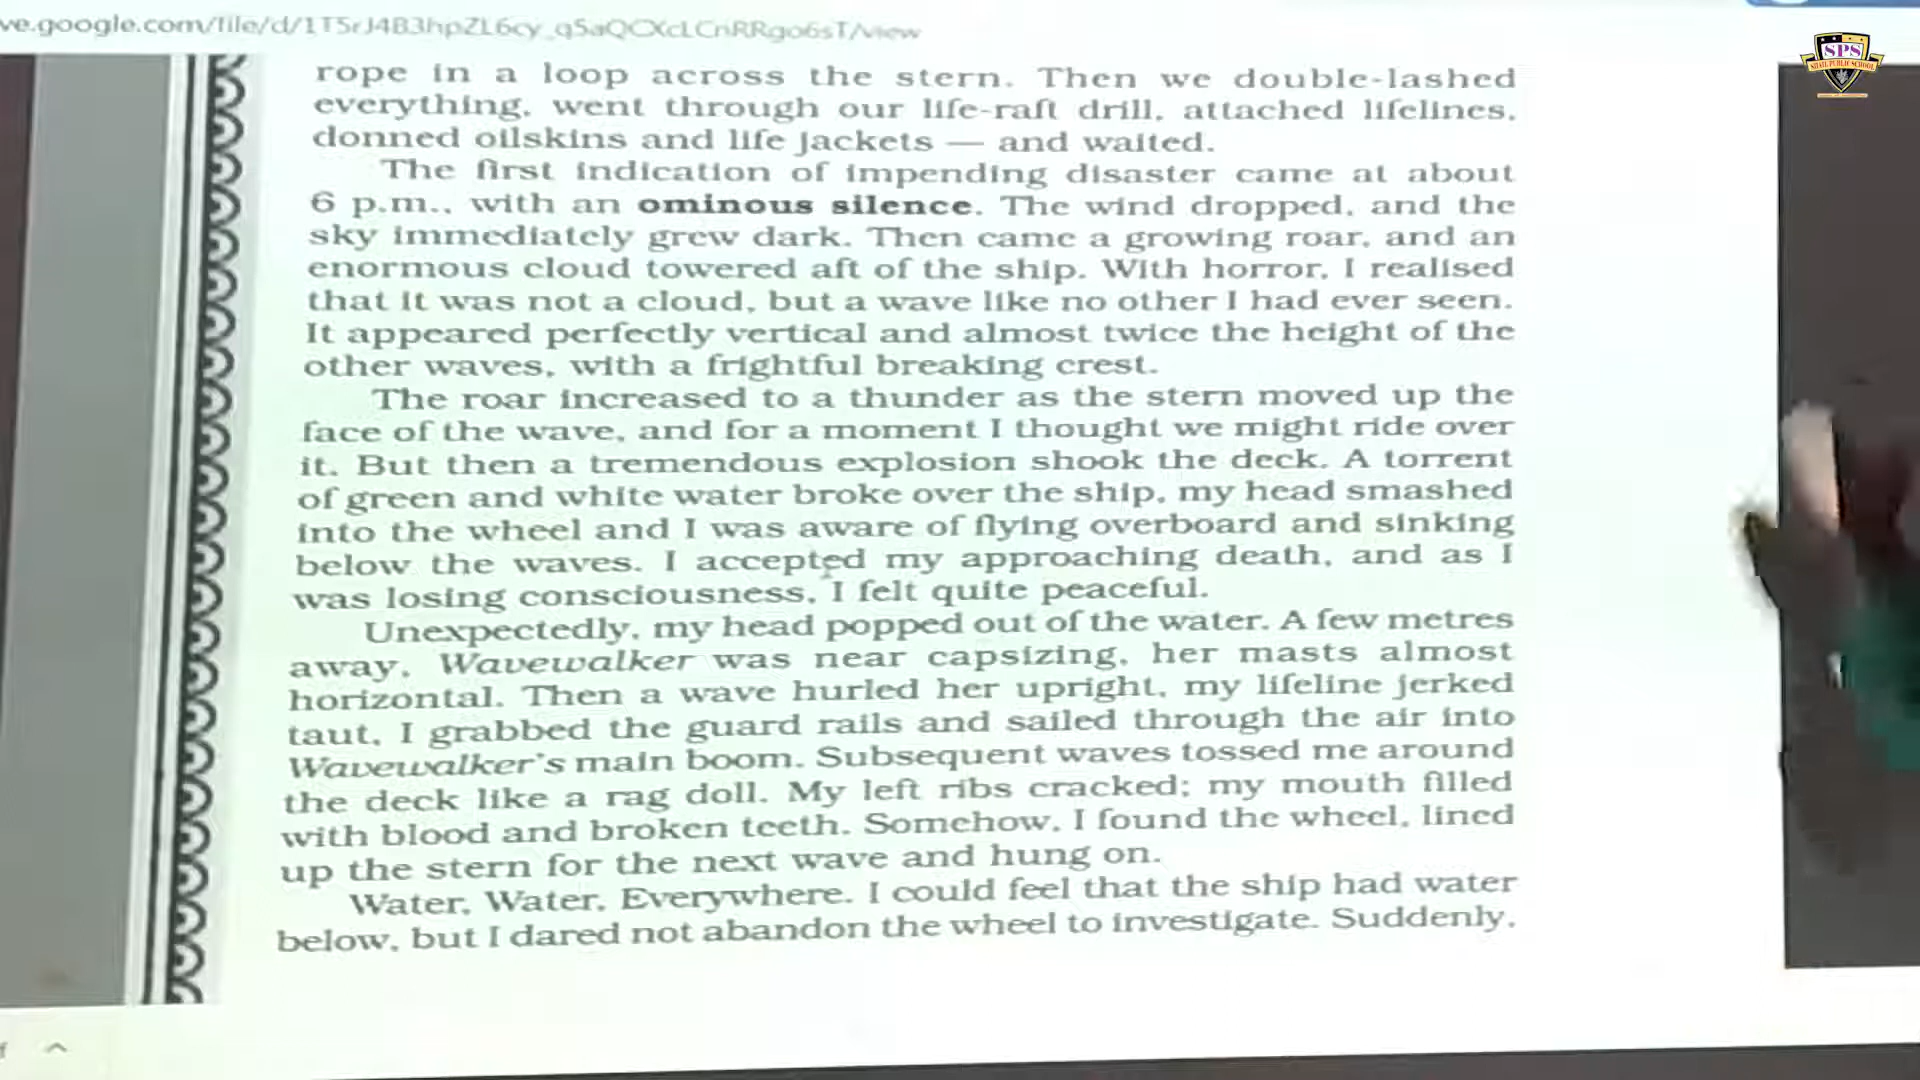 ve.google.com/file/d/1T5rJ4B3hpZL6cy_q5aQCXcLCnRRgo6sT/view
SPS
SHAIL PUBLIC SCHOOL
rope in a loop across the stern. Then we double-lashed
everything, went through our life-raft drill, attached lifelines,
donned oilskins and life jackets — and waited.
The first indication of impending disaster came at about
6 p.m., with an ominous silence. The wind dropped, and the
sky immediately grew dark. Then came a growing roar, and an
enormous cloud towered aft of the ship. With horror, I realised
that it was not a cloud, but a wave like no other I had ever seen.
It appeared perfectly vertical and almost twice the height of the
other waves, with a frightful breaking crest.
The roar increased to a thunder as the stern moved up the
face of the wave, and for a moment I thought we might ride over
it. But then a tremendous explosion shook the deck. A torrent
of green and white water broke over the ship, my head smashed
into the wheel and I was aware of flying overboard and sinking
below the waves. I accepted my approaching death, and as I
was losing consciousness, I felt quite peaceful.
Unexpectedly, my head popped out of the water. A few metres
away, Wavewalker was near capsizing, her masts almost
horizontal. Then a wave hurled her upright, my lifeline jerked
taut, I grabbed the guard rails and sailed through the air into
Wavewalker's main boom. Subsequent waves tossed me around
the deck like a rag doll. My left ribs cracked; my mouth filled
with blood and broken teeth. Somehow, I found the wheel, lined
up the stern for the next wave and hung on.
Water, Water, Everywhere. I could feel that the ship had water
below, but I dared not abandon the wheel to investigate. Suddenly,